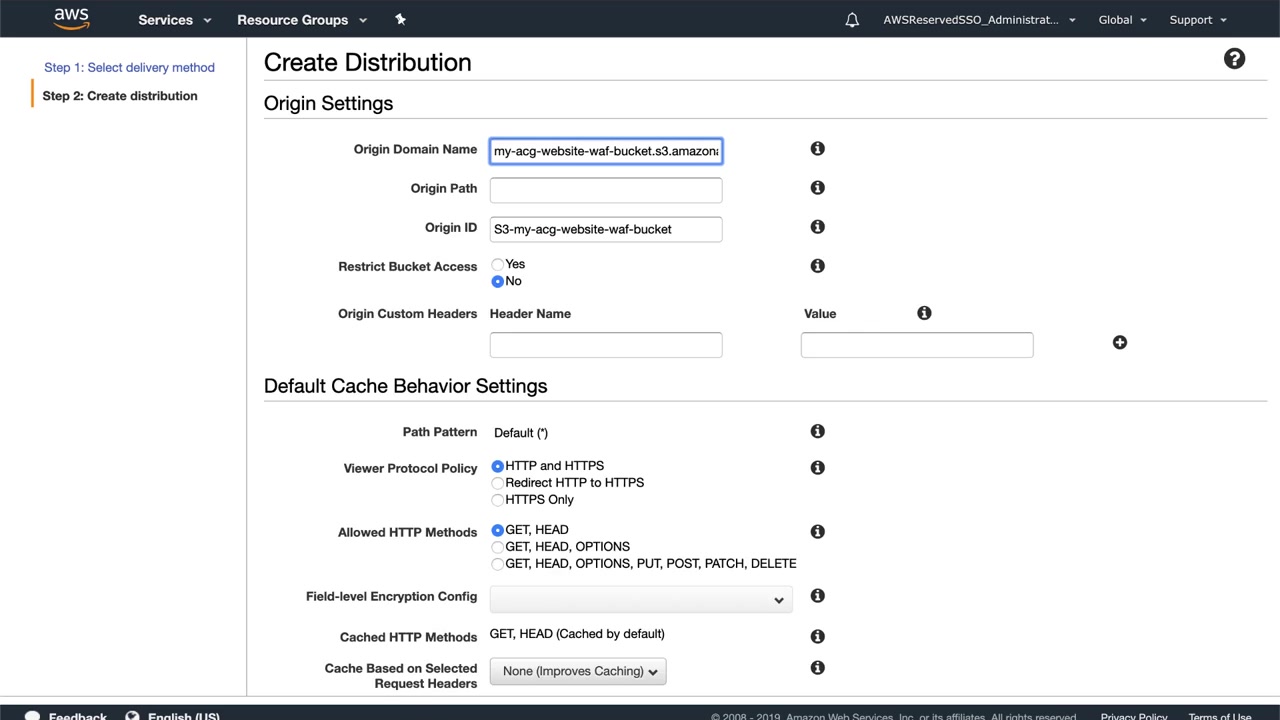 aws
Services
Resource Groups
AWSReservedSSO_Administrat...
Global
Support
Step 1: Select delivery method
Step 2: Create distribution
Create Distribution
Origin Settings
Origin Domain Name
my-acg-website-waf-bucket.s3.amazona
Origin Path
Origin ID
S3-my-acg-website-waf-bucket
Restrict Bucket Access
Yes
No
Origin Custom Headers
Header Name
Value
Default Cache Behavior Settings
Path Pattern
Default (*)
Viewer Protocol Policy
HTTP and HTTPS
Redirect HTTP to HTTPS
HTTPS Only
Allowed HTTP Methods
GET, HEAD
GET, HEAD, OPTIONS
GET, HEAD, OPTIONS, PUT, POST, PATCH, DELETE
Field-level Encryption Config
Cached HTTP Methods
GET, HEAD (Cached by default)
Cache Based on Selected
Request Headers
None (Improves Caching)
Feedback
English (US)
© 2008 - 2019, Amazon Web Services, Inc. or its affiliates. All rights reserved.
Privacy Policy
Terms of Use